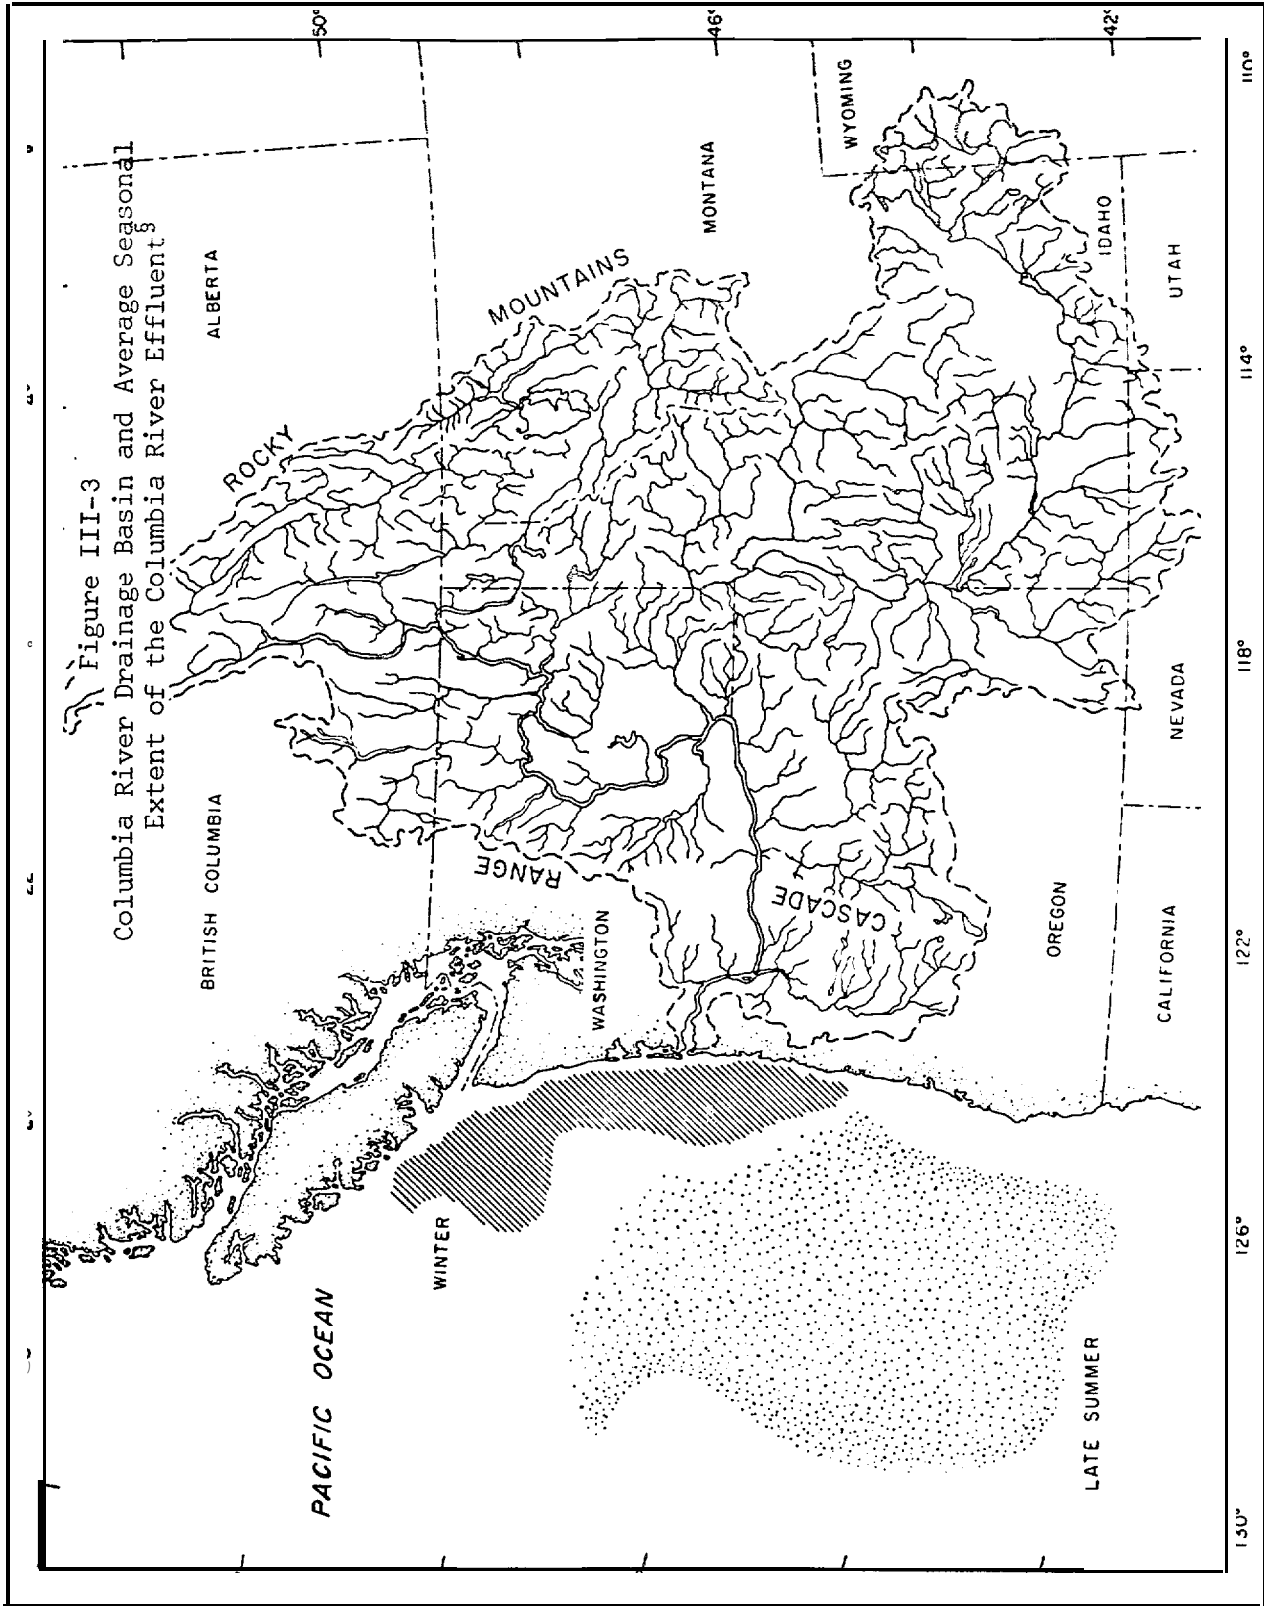 Figure III-3
Columbia River Drainage Basin and Average Seasonal
Extent of the Columbia River Effluent§
BRITISH COLUMBIA
ALBERTA
ROCKY
MOUNTAINS
PACIFIC OCEAN
WINTER
RANGE
WASHINGTON
MONTANA
CASCADE
WYOMING
OREGON
IDAHO
LATE SUMMER
CALIFORNIA
NEVADA
UTAH
50°
46°
42°
130°
126°
122°
118°
114°
110°